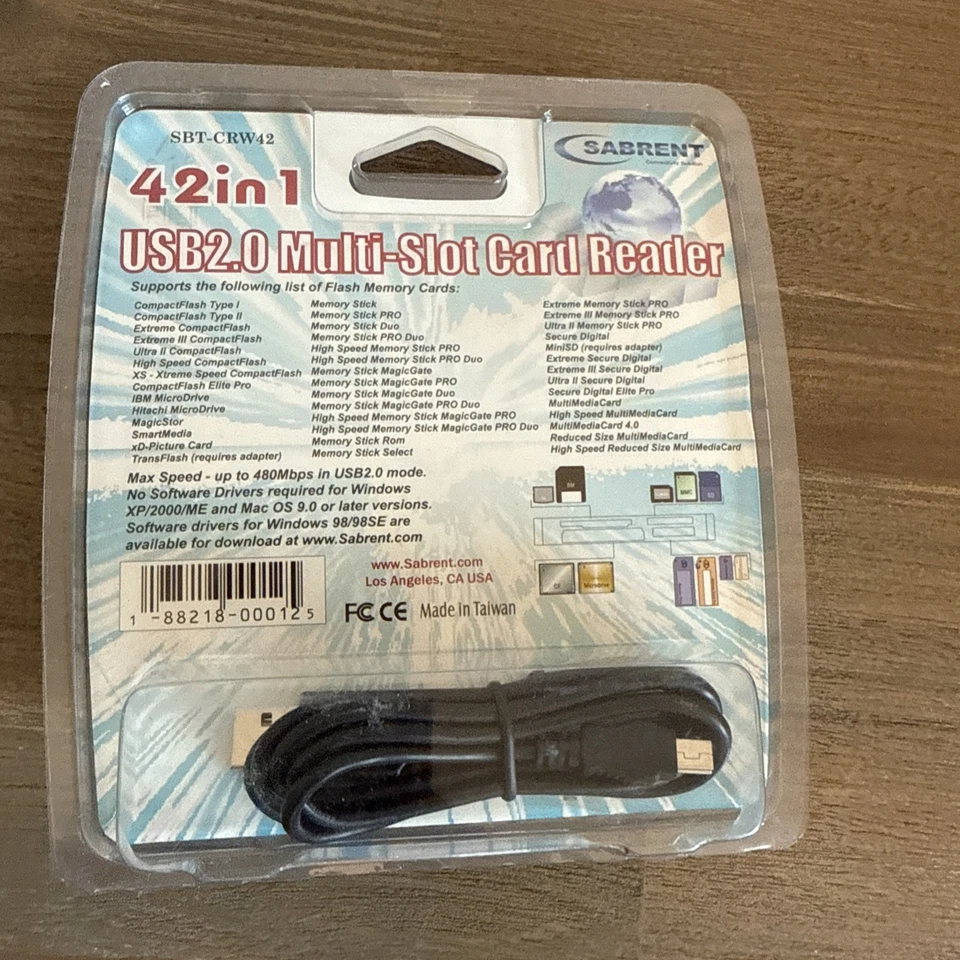 SBT-CRW42
SABRENT
42in1
USB2.0 Multi-Slot Card Reader
Supports the following list of Flash Memory Cards:
CompactFlash Type I
CompactFlash Type II
Extreme CompactFlash
Extreme III CompactFlash
Ultra II CompactFlash
High Speed CompactFlash
XS - Xtreme Speed CompactFlash
CompactFlash Elite Pro
IBM MicroDrive
Hitachi MicroDrive
MagicStor
SmartMedia
xD-Picture Card
TransFlash (requires adapter)
Memory Stick
Memory Stick PRO
Memory Stick Duo
Memory Stick PRO Duo
High Speed Memory Stick PRO
High Speed Memory Stick PRO Duo
Memory Stick MagicGate
Memory Stick MagicGate PRO
Memory Stick MagicGate Duo
Memory Stick MagicGate PRO Duo
High Speed Memory Stick MagicGate PRO
High Speed Memory Stick MagicGate PRO Duo
Memory Stick Rom
Memory Stick Select
Extreme Memory Stick PRO
Extreme III Memory Stick PRO
Ultra II Memory Stick PRO
Secure Digital
MiniSD (requires adapter)
Extreme Secure Digital
Extreme III Secure Digital
Ultra II Secure Digital
Secure Digital Elite Pro
MultiMediaCard
High Speed MultiMediaCard
MultiMediaCard 4.0
Reduced Size MultiMediaCard
High Speed Reduced Size MultiMediaCard
Max Speed - up to 480Mbps in USB2.0 mode.
No Software Drivers required for Windows
XP/2000/ME and Mac OS 9.0 or later versions.
Software drivers for Windows 98/98SE are
available for download at www.Sabrent.com
www.Sabrent.com
Los Angeles, CA USA
FC CE Made in Taiwan
1 -88218-00012 5